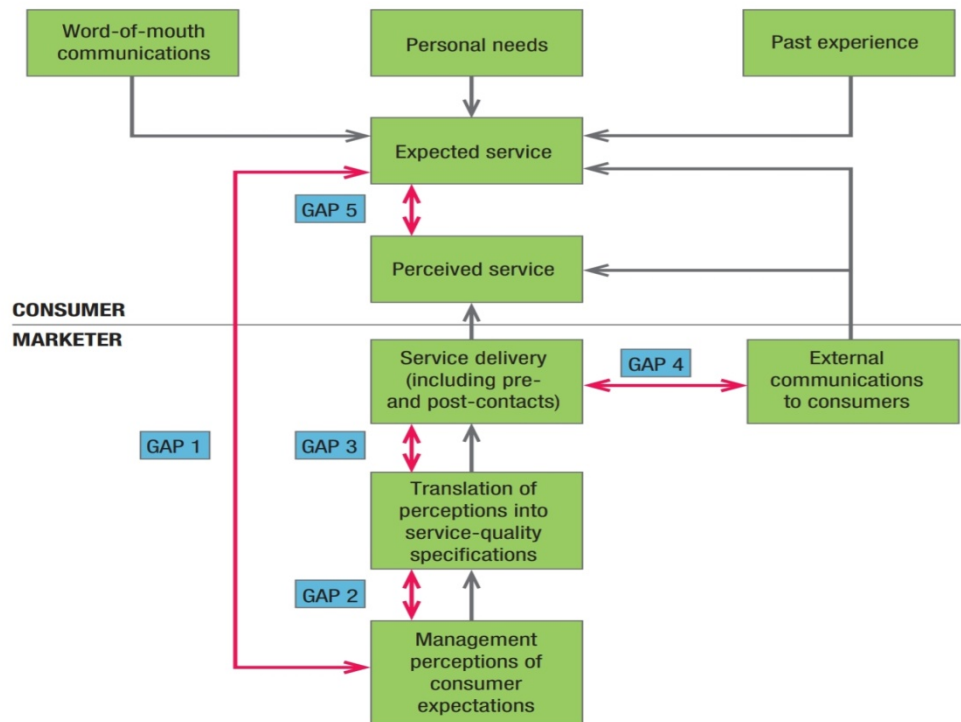 Word-of-mouth
communications
Personal needs
Past experience
Expected service
GAP 5
Perceived service
CONSUMER
MARKETER
Service delivery
(including pre-
and post-contacts)
GAP 4
External
communications
to consumers
GAP 1
GAP 3
Translation of
perceptions into
service-quality
specifications
GAP 2
Management
perceptions of
consumer
expectations